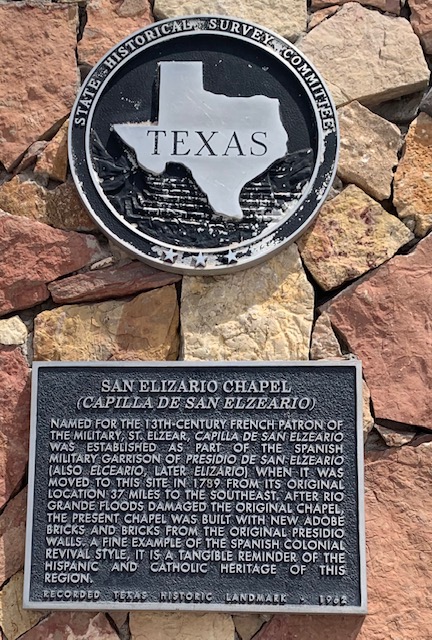 STATE HISTORICAL SURVEY COMMITTEE
TEXAS
SAN ELIZARIO CHAPEL
(CAPILLA DE SAN ELZEARIO)
NAMED FOR THE 13TH-CENTURY FRENCH PATRON OF
THE MILITARY, ST. ELZEAR, CAPILLA DE SAN ELZEARIO
WAS ESTABLISHED AS PART OF THE SPANISH
MILITARY GARRISON OF PRESIDIO DE SAN ELZEARIO
(ALSO ELCEARIO, LATER ELIZARIO) WHEN IT WAS
MOVED TO THIS SITE IN 1789 FROM ITS ORIGINAL
LOCATION 37 MILES TO THE SOUTHEAST. AFTER RIO
GRANDE FLOODS DAMAGED THE ORIGINAL CHAPEL,
THE PRESENT CHAPEL WAS BUILT WITH NEW ADOBE
BRICKS AND BRICKS FROM THE ORIGINAL PRESIDIO
WALLS. A FINE EXAMPLE OF THE SPANISH COLONIAL
REVIVAL STYLE, IT IS A TANGIBLE REMINDER OF THE
HISPANIC AND CATHOLIC HERITAGE OF THIS
REGION.
RECORDED TEXAS HISTORIC LANDMARK - 1962